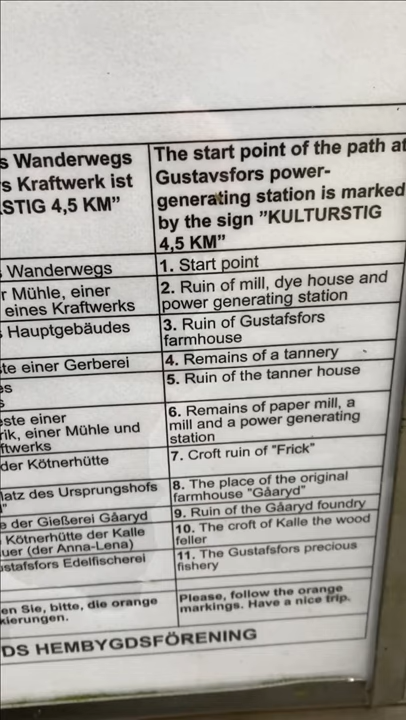 s Wanderwegs
s Kraftwerk ist
STIG 4,5 KM”
The start point of the path at
Gustavsfors power-
generating station is marked
by the sign ”KULTURSTIG
4,5 KM”
Wanderwegs
1. Start point
r Mühle, einer
eines Kraftwerks
2. Ruin of mill, dye house and
power generating station
Hauptgebäudes
3. Ruin of Gustafsfors
farmhouse
te einer Gerberei
4. Remains of a tannery
es
s
5. Ruin of the tanner house
ste einer
rik, einer Mühle und
ftwerks
6. Remains of paper mill, a
mill and a power generating
station
der Kötnerhütte
7. Croft ruin of "Frick"
latz des Ursprungshofs
"
8. The place of the original
farmhouse "Gåaryd"
e der Gießerei Gåaryd
9. Ruin of the Gåaryd foundry
Kötnerhütte der Kalle
uer (der Anna-Lena)
10. The croft of Kalle the wood
feller
stafsfors Edelfischerei
11. The Gustafsfors precious
fishery
en Sie, bitte, die orange
kierungen.
Please, follow the orange
markings. Have a nice trip.
DS HEMBYGDSFÖRENING